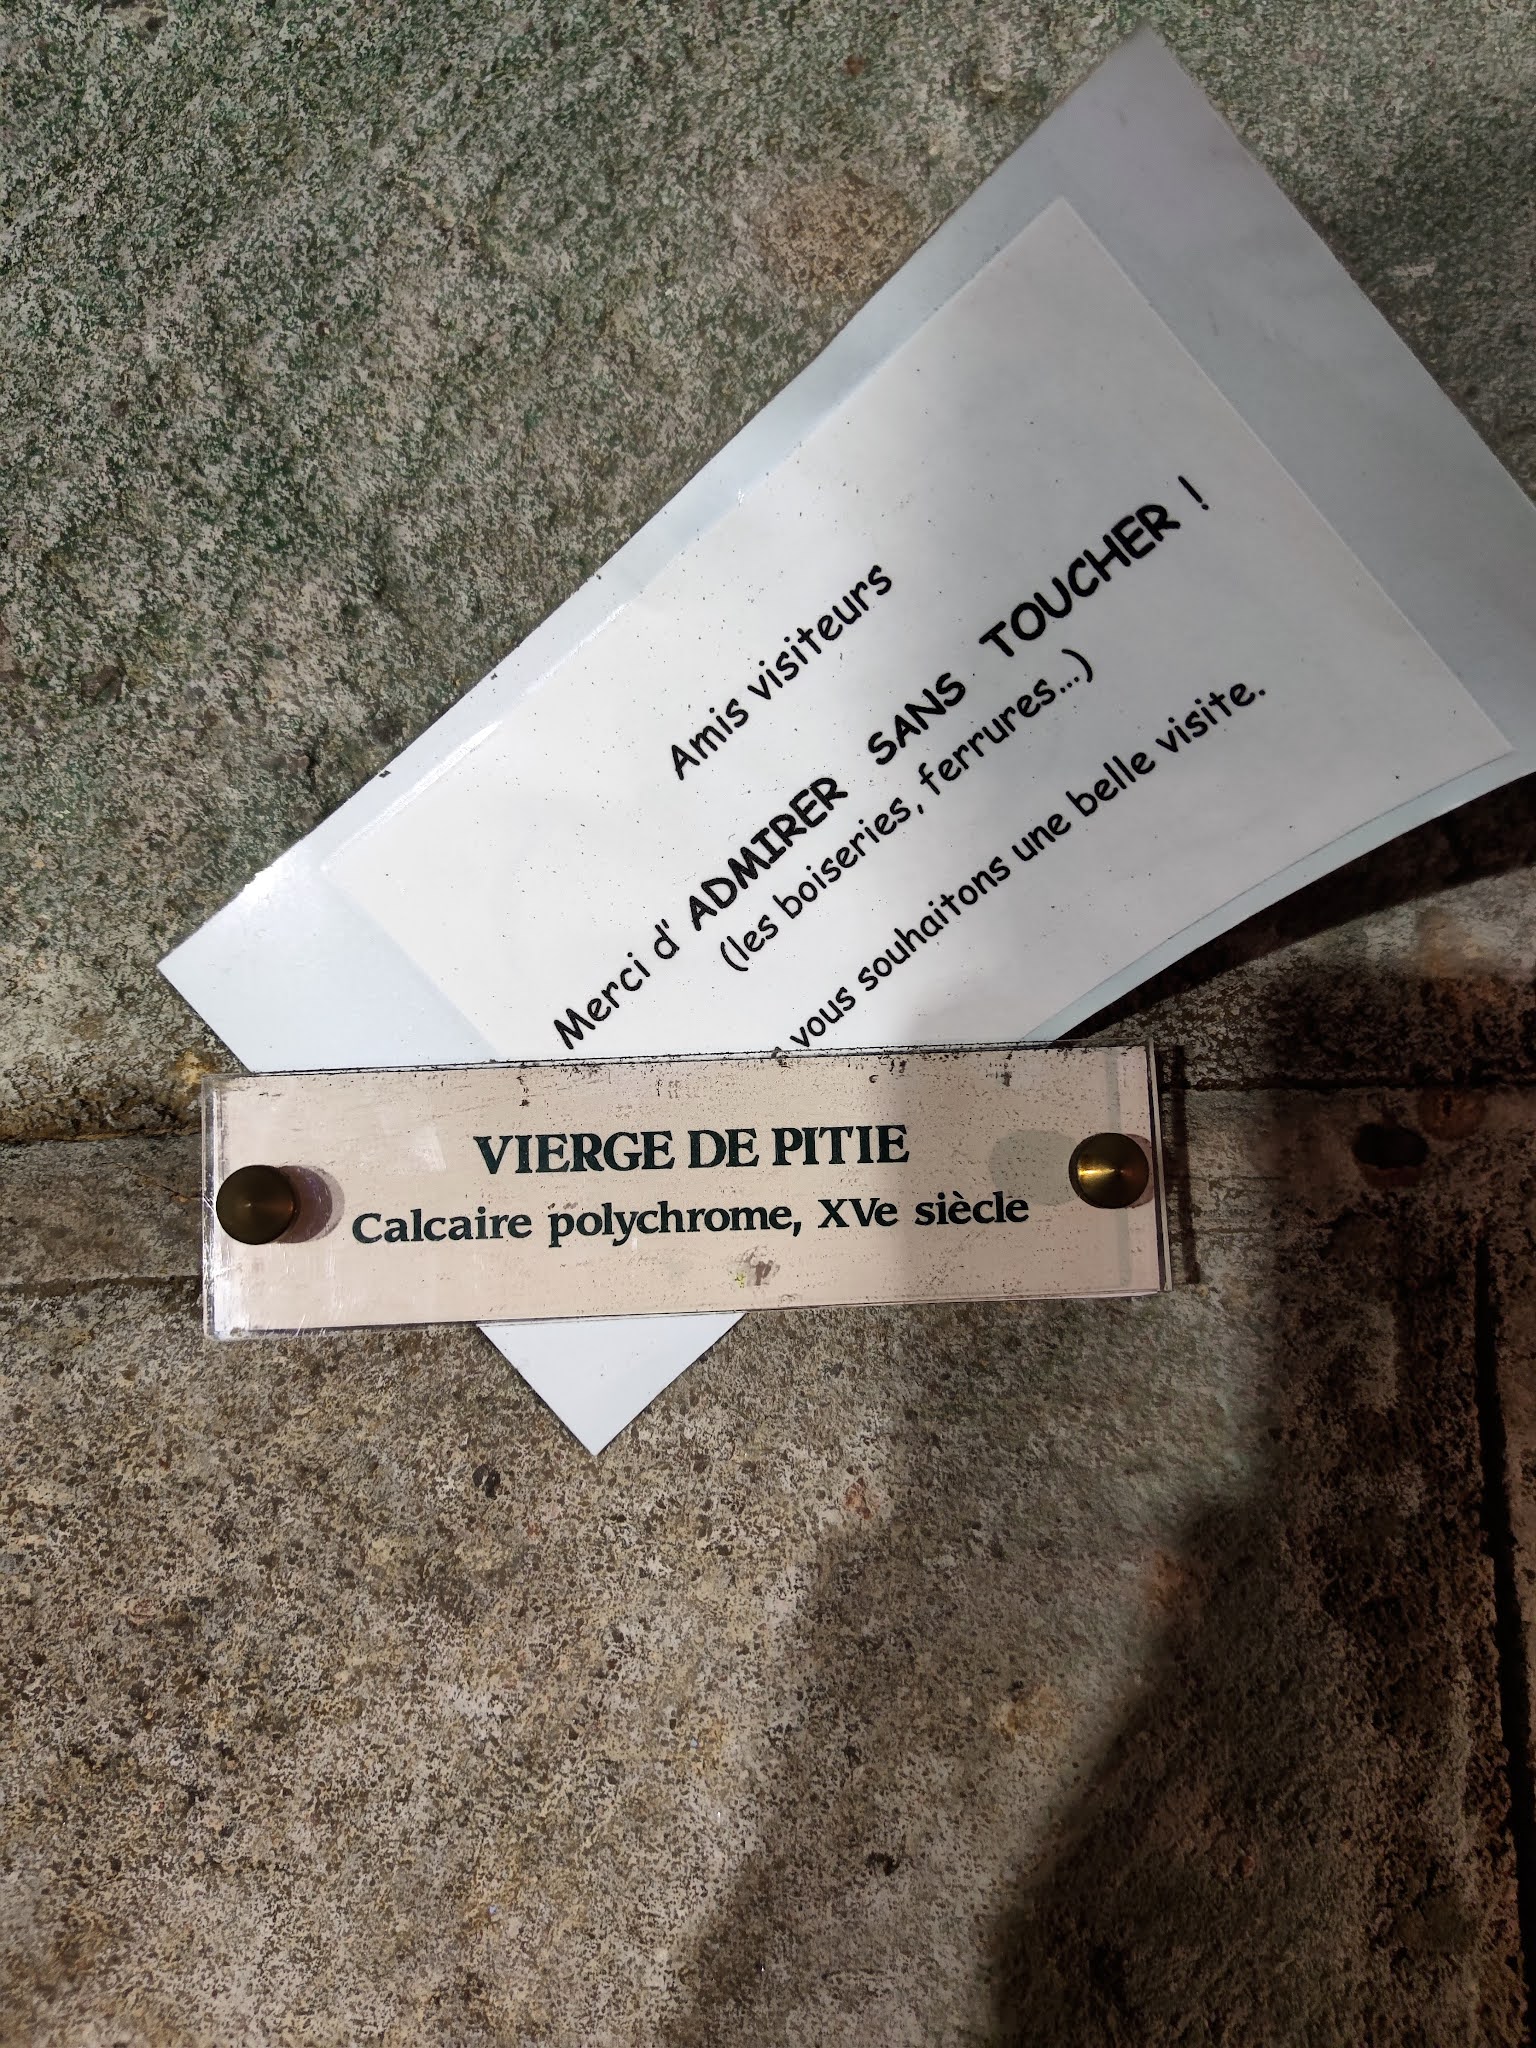 Amis visiteurs
Merci d' ADMIRER SANS TOUCHER !
(les boiseries, ferrures...)
vous souhaitons une belle visite.
VIERGE DE PITIE
Calcaire polychrome, XVe siècle